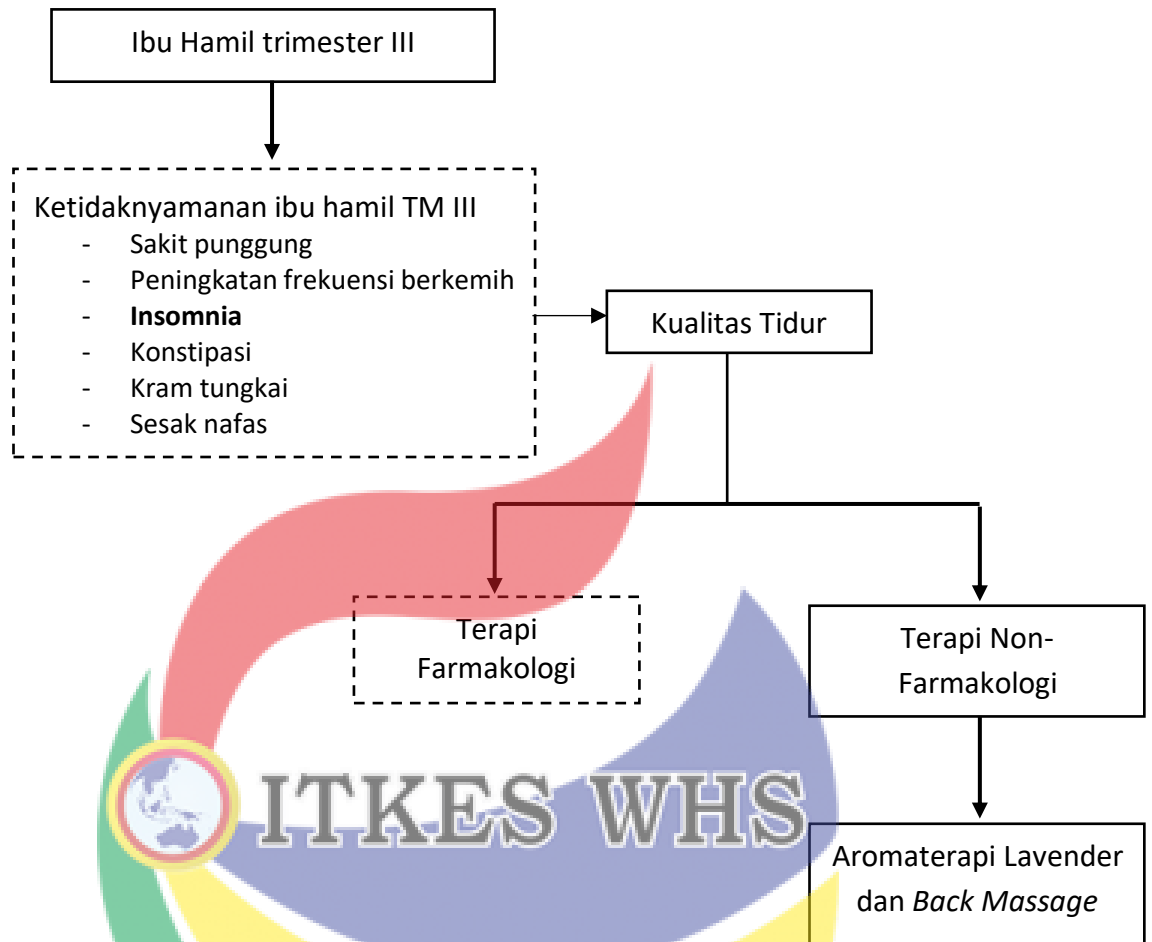 Ibu Hamil trimester III
Ketidaknyamanan ibu hamil TM III
- Sakit punggung
- Peningkatan frekuensi berkemih
- Insomnia
- Konstipasi
- Kram tungkai
- Sesak nafas
Kualitas Tidur
Terapi
Farmakologi
Terapi Non-
Farmakologi
ITKES WHS
Aromaterapi Lavender
dan Back Massage